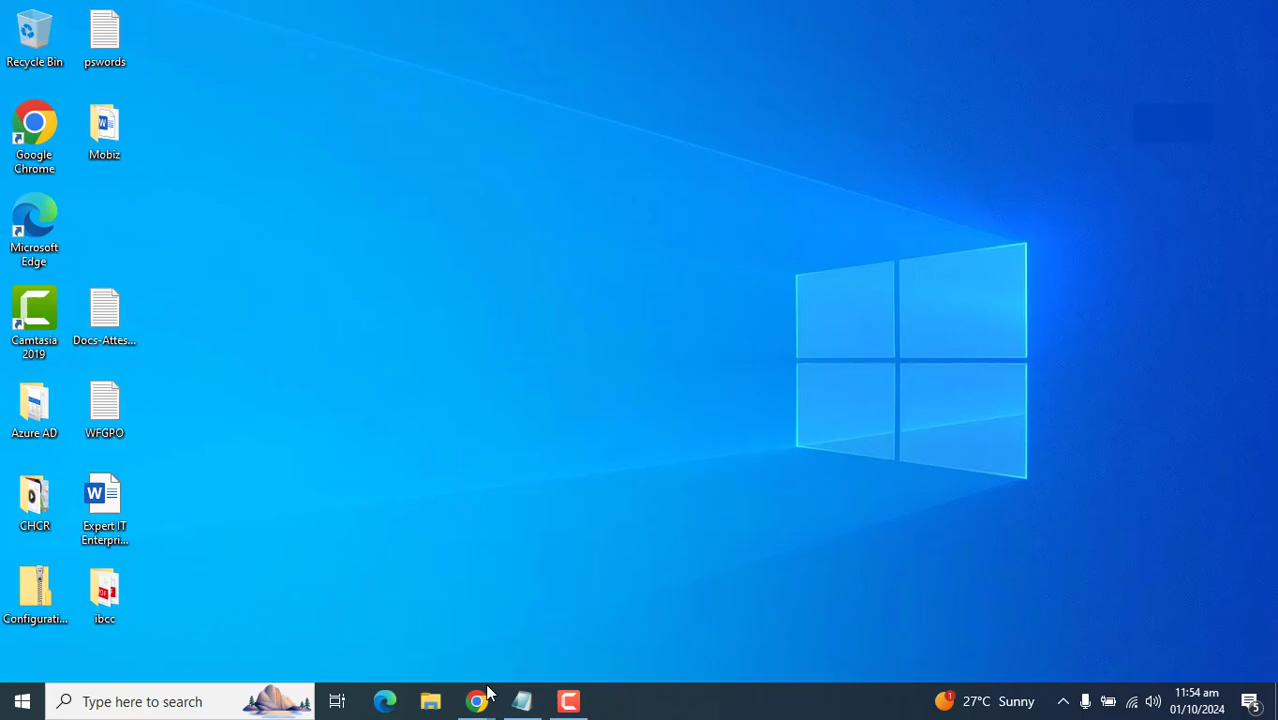 Recycle Bin
pswords
Google
Chrome
Mobiz
Microsoft
Edge
Camtasia
2019
Docs-Attes...
Azure AD
WFGPO
CHCR
Expert IT
Enterpri...
Configurati...
ibcc
Type here to search
1
27°C Sunny
11:54 am
01/10/2024
5